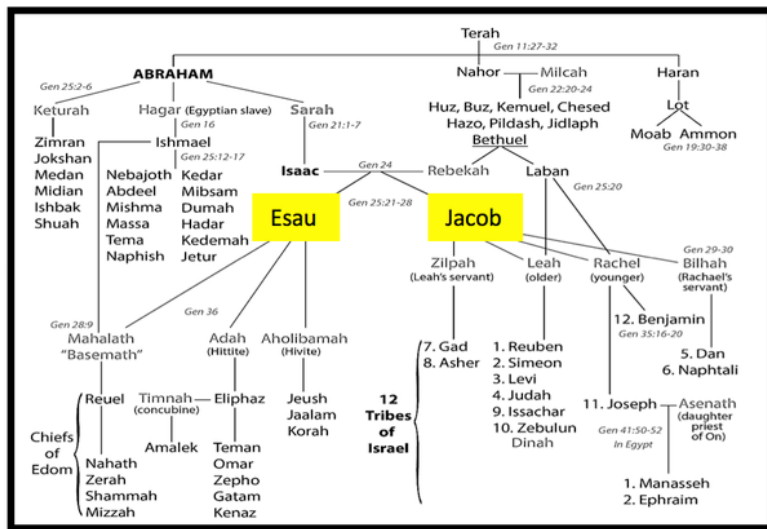 Terah
Gen 11:27-32
ABRAHAM
Nahor
Milcah
Haran
Gen 25:2-6
Gen 22:20-24
Keturah
Hagar (Egyptian slave)
Sarah
Huz, Buz, Kemuel, Chesed
Hazo, Pildash, Jidlaph
Bethuel
Lot
Gen 16
Gen 21:1-7
Moab Ammon
Gen 19:30-38
Zimran
Jokshan
Medan
Midian
Ishbak
Shuah
Ishmael
Gen 25:12-17
Nebajoth
Abdeel
Mishma
Massa
Tema
Naphish
Kedar
Mibsam
Dumah
Hadar
Kedemah
Jetur
Isaac
Gen 24
Rebekah
Laban
Gen 25:20
Gen 25:21-28
Esau
Jacob
Gen 29-30
Zilpah
(Leah's servant)
Leah
(older)
Rachel
(younger)
Bilhah
(Rachael's
servant)
Gen 28:9
Gen 36
Mahalath
"Basemath"
Adah
(Hittite)
Aholibamah
(Hivite)
12. Benjamin
Gen 35:16-20
7. Gad
8. Asher
1. Reuben
2. Simeon
3. Levi
4. Judah
9. Issachar
10. Zebulun
Dinah
5. Dan
6. Naphtali
Reuel
Timnah
(concubine)
Eliphaz
Jeush
Jaalam
Korah
12
Tribes
of
Israel
11. Joseph
Asenath
(daughter
priest
of On)
Gen 41:50-52
In Egypt
Chiefs
of
Edom
Amalek
Nahath
Zerah
Shammah
Mizzah
Teman
Omar
Zepho
Gatam
Kenaz
1. Manasseh
2. Ephraim